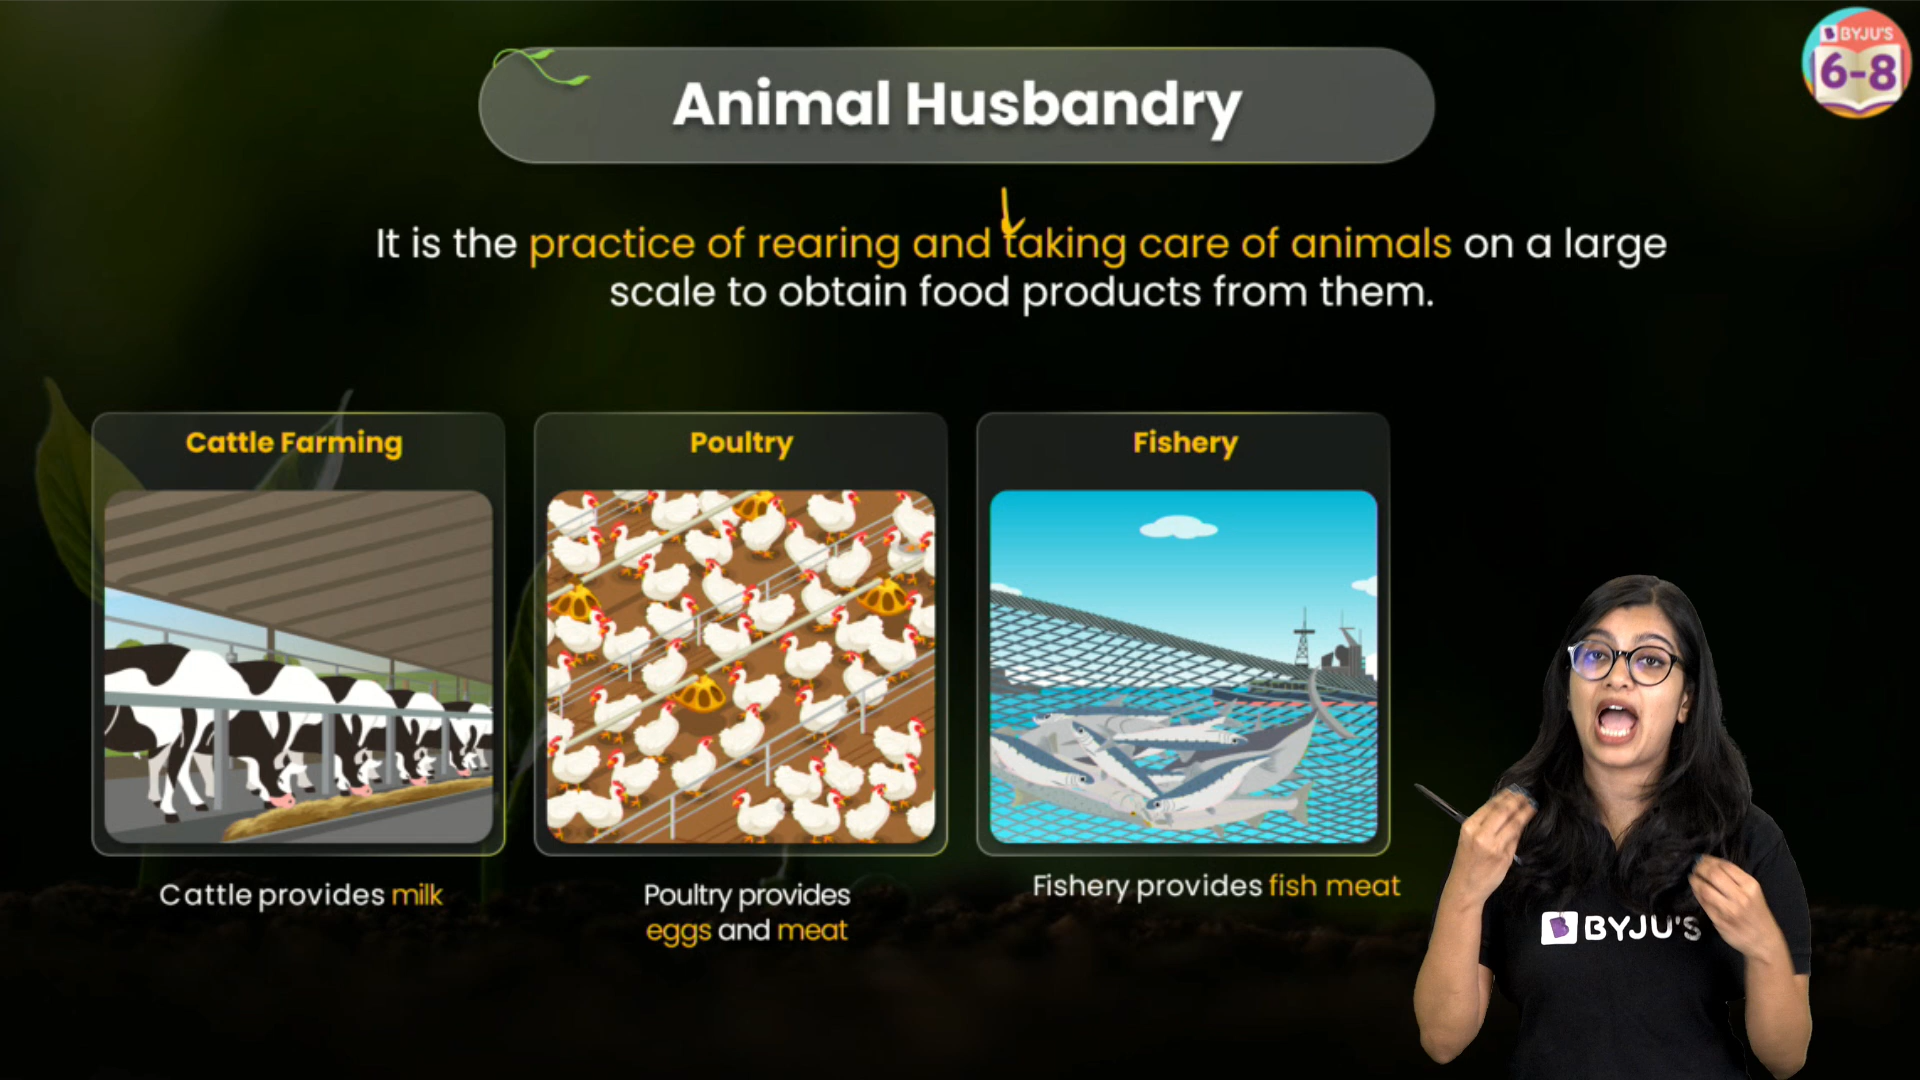 BYJU'S
6-8
Animal Husbandry
It is the practice of rearing and taking care of animals on a large
scale to obtain food products from them.
Cattle Farming
Poultry
Fishery
Cattle provides milk
Poultry provides
eggs and meat
Fishery provides fish meat
BYJU'S